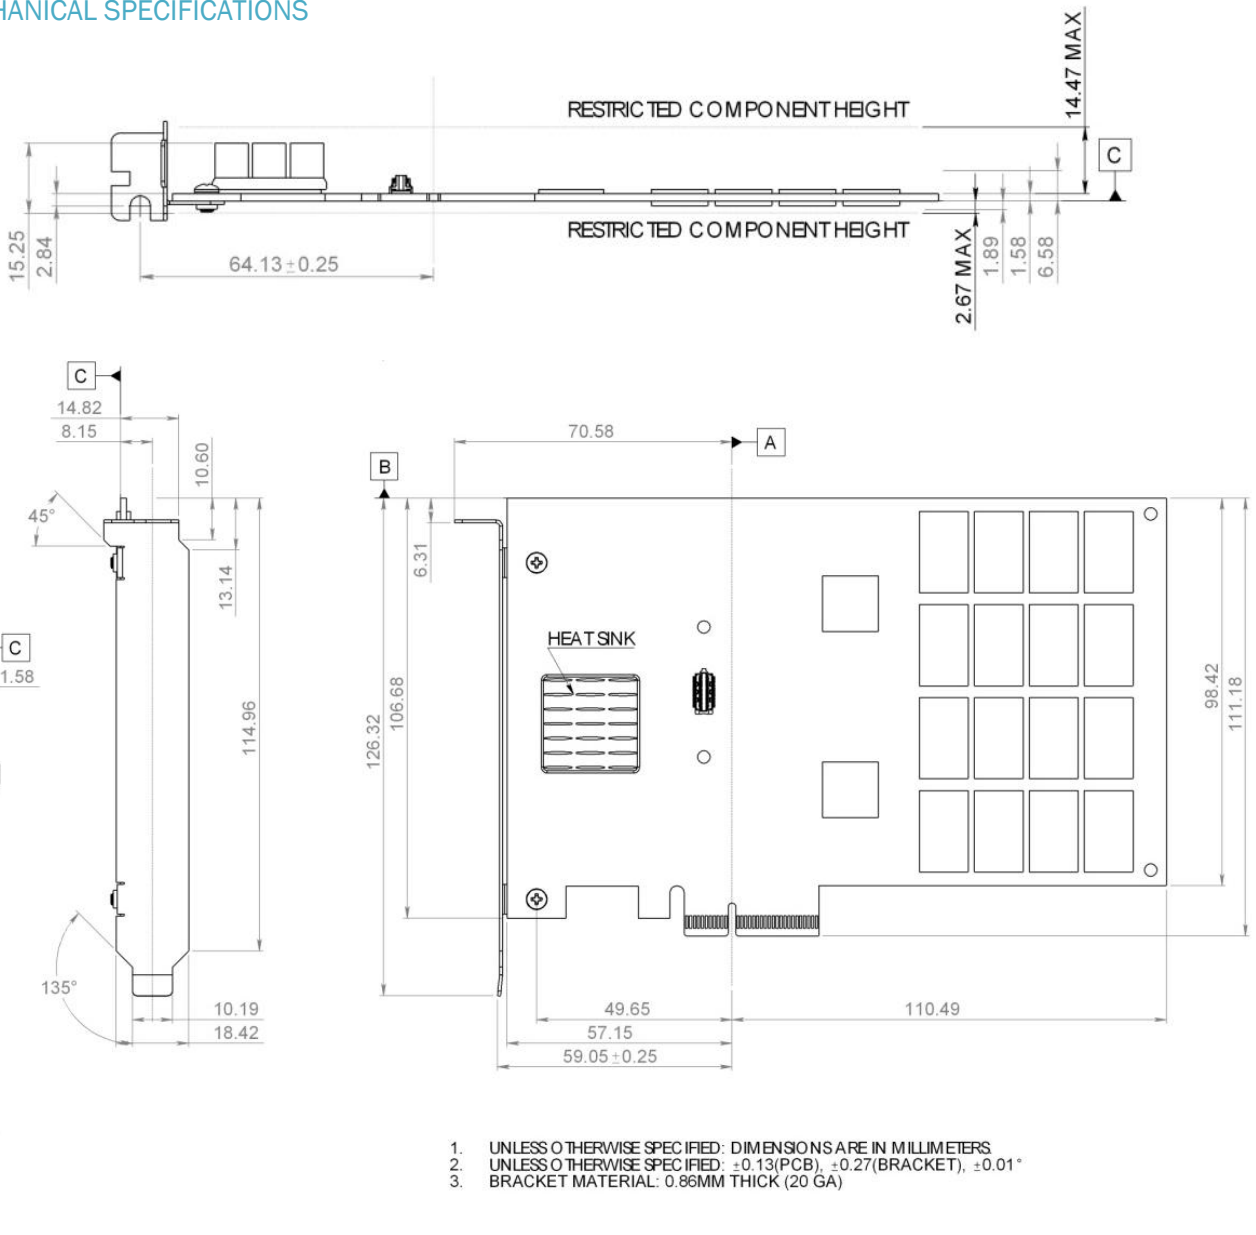 HANICAL SPECIFICATIONS
14.47 MAX
RESTRICTED COMPONENT HEIGHT
C
RESTRICTED COMPONENT HEIGHT
15.25
2.84
64.13±0.25
2.67 MAX
1.89
1.58
6.58
C
14.82
8.15
10.60
45°
13.14
C
1.58
114.96
135°
10.19
18.42
70.58
A
B
6.31
HEATSINK
106.68
126.32
98.42
111.18
49.65
110.49
57.15
59.05±0.25
1. UNLESS OTHERWISE SPECIFIED: DIMENSIONS ARE IN MILLIMETERS.
2. UNLESS OTHERWISE SPECIFIED: ±0.13(PCB), ±0.27(BRACKET), ±0.01°
3. BRACKET MATERIAL: 0.86MM THICK (20 GA)